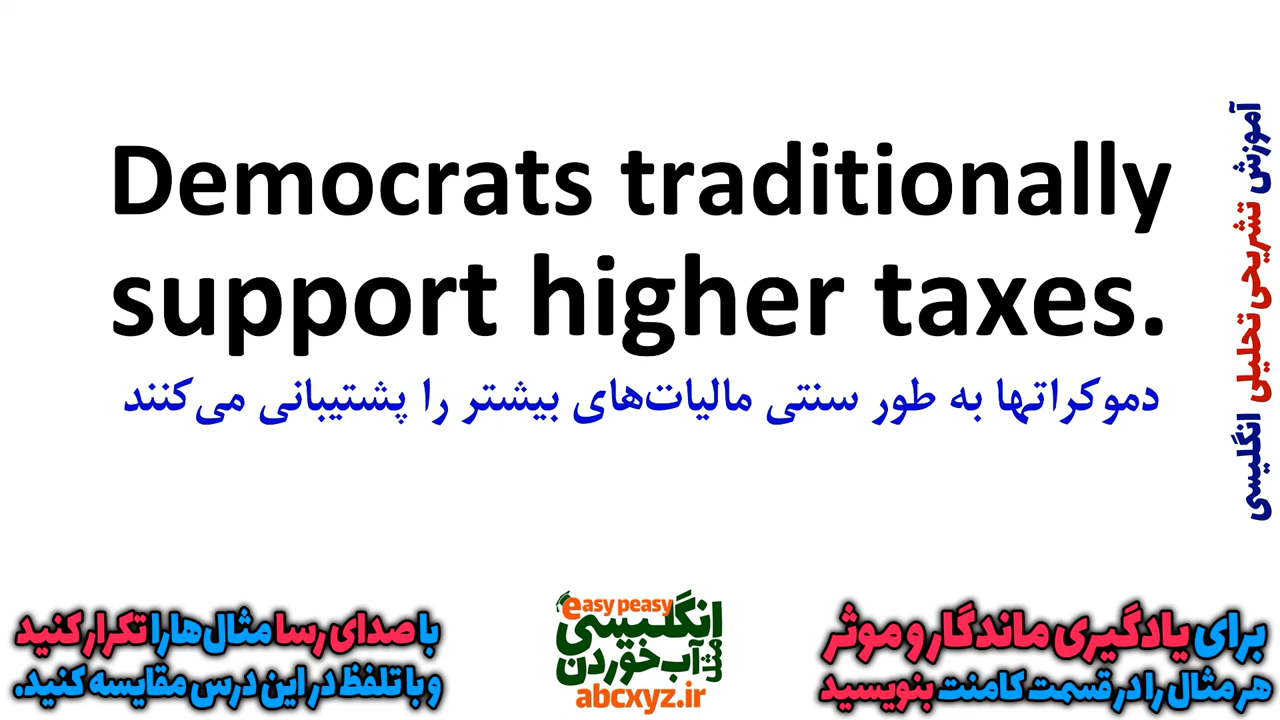 Democrats traditionally
support higher taxes.
دموکراتها به طور سنتی مالیات‌های بیشتر را پشتیبانی می‌کنند
آموزش تشریحی تحلیلی انگلیسی
با صدای رسا مثال‌ها را تکرار کنید
و با تلفظ در این درس مقایسه کنید.
easy peasy
انگلیسی
مثل آب خوردن
abcxyz.ir
برای یادگیری ماندگار و موثر
هر مثال را در قسمت کامنت بنویسید